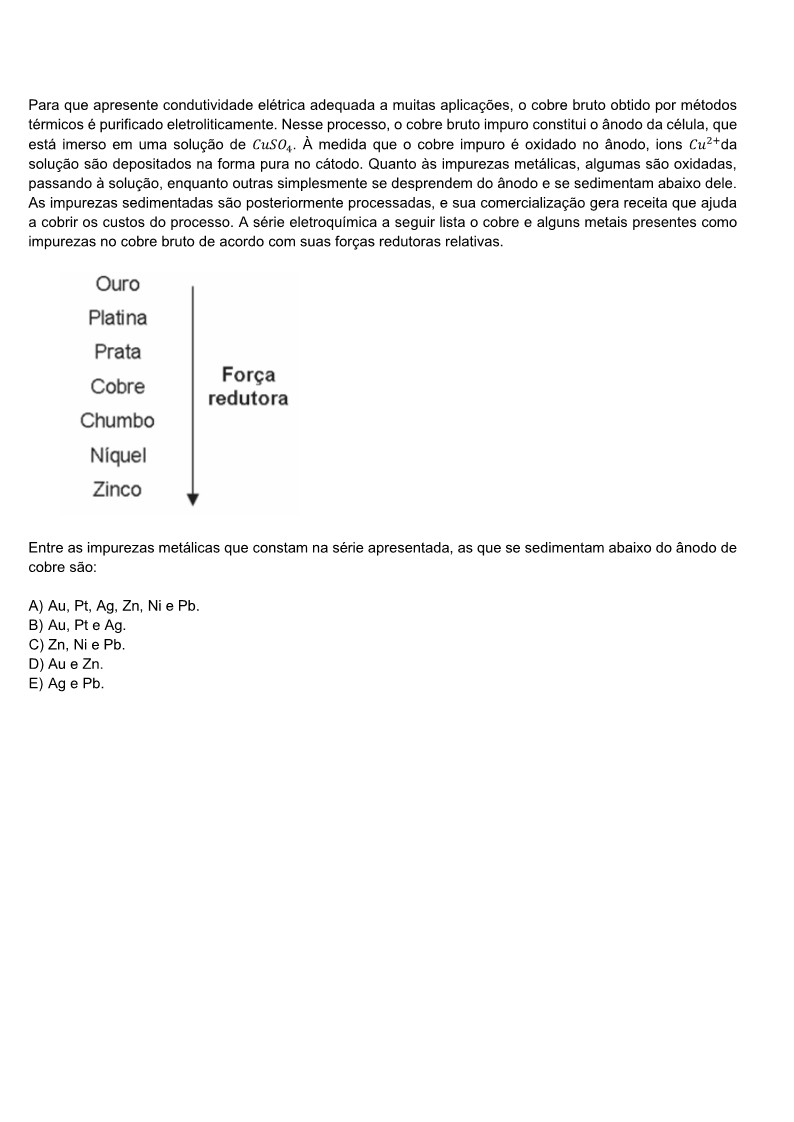 Para que apresente condutividade elétrica adequada a muitas aplicações, o cobre bruto obtido por métodos
térmicos é purificado eletroliticamente. Nesse processo, o cobre bruto impuro constitui o ânodo da célula, que
está imerso em uma solução de CuSO₄. À medida que o cobre impuro é oxidado no ânodo, ions Cu²⁺da
solução são depositados na forma pura no cátodo. Quanto às impurezas metálicas, algumas são oxidadas,
passando à solução, enquanto outras simplesmente se desprendem do ânodo e se sedimentam abaixo dele.
As impurezas sedimentadas são posteriormente processadas, e sua comercialização gera receita que ajuda
a cobrir os custos do processo. A série eletroquímica a seguir lista o cobre e alguns metais presentes como
impurezas no cobre bruto de acordo com suas forças redutoras relativas.
Ouro
Platina
Prata
Cobre
Chumbo
Níquel
Zinco
Força
redutora
Entre as impurezas metálicas que constam na série apresentada, as que se sedimentam abaixo do ânodo de
cobre são:
A) Au, Pt, Ag, Zn, Ni e Pb.
B) Au, Pt e Ag.
C) Zn, Ni e Pb.
D) Au e Zn.
E) Ag e Pb.